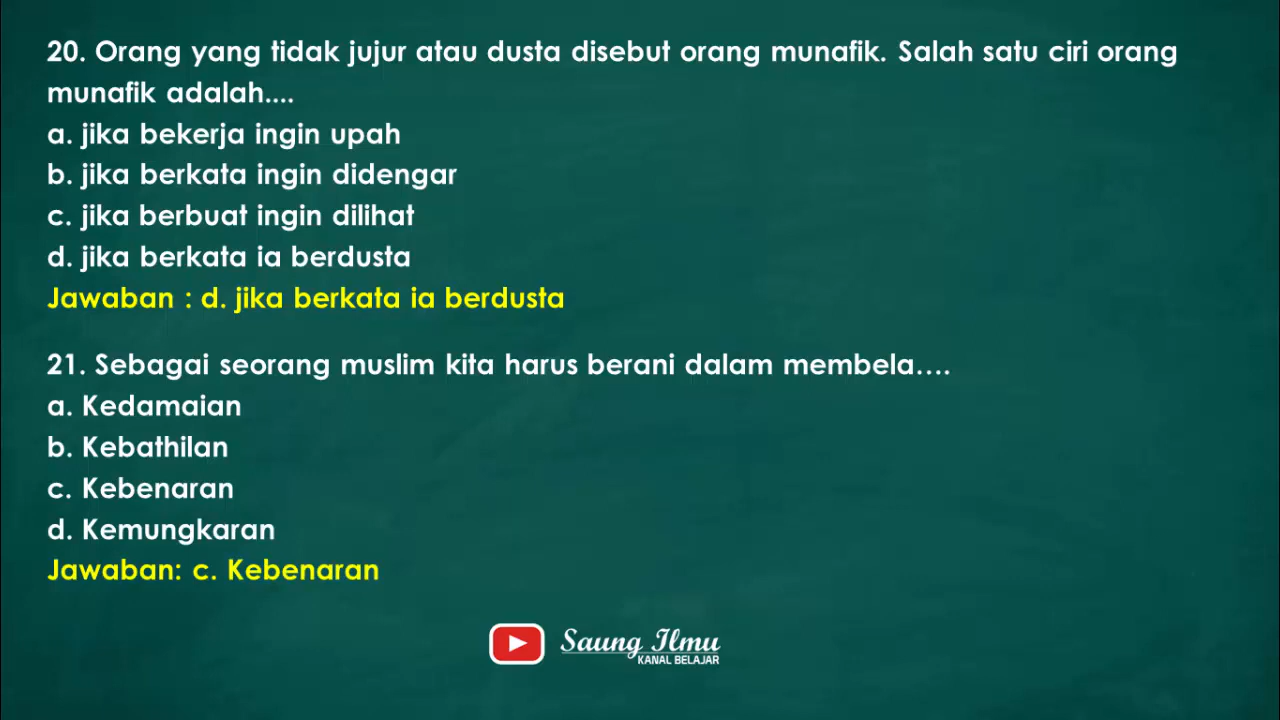 20. Orang yang tidak jujur atau dusta disebut orang munafik. Salah satu ciri orang
munafik adalah....
a. jika bekerja ingin upah
b. jika berkata ingin didengar
c. jika berbuat ingin dilihat
d. jika berkata ia berdusta
Jawaban : d. jika berkata ia berdusta
21. Sebagai seorang muslim kita harus berani dalam membela....
a. Kedamaian
b. Kebathilan
c. Kebenaran
d. Kemungkaran
Jawaban: c. Kebenaran
Saung Ilmu
KANAL BELAJAR